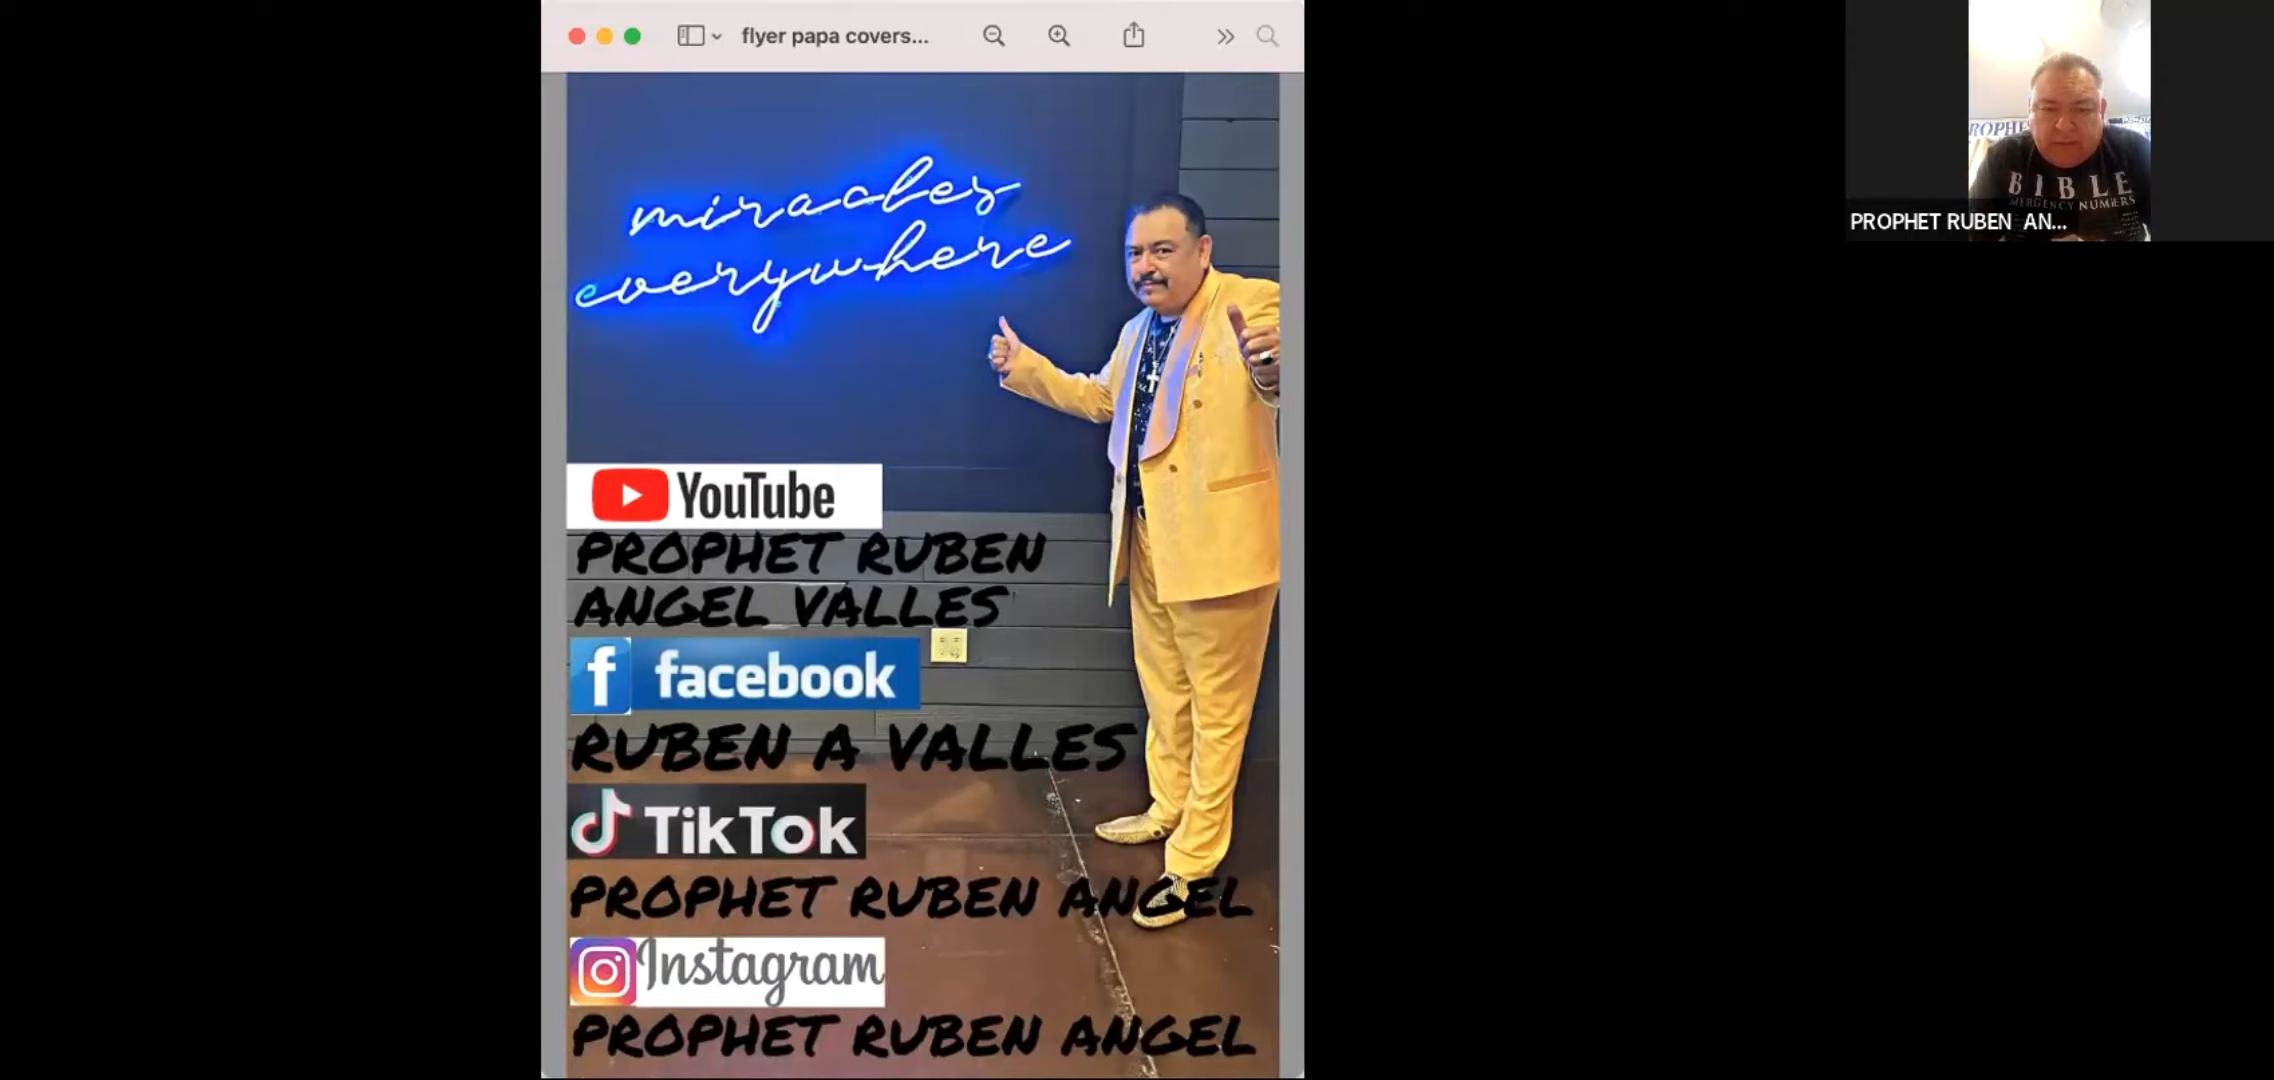 flyer papa covers...
miracles
everywhere
YouTube
PROPHET RUBEN
ANGEL VALLES
f facebook
RUBEN A VALLES
TikTok
PROPHET RUBEN ANGEL
Instagram
PROPHET RUBEN ANGEL
BIBLE
NUMBERS
PROPHET RUBEN AN...